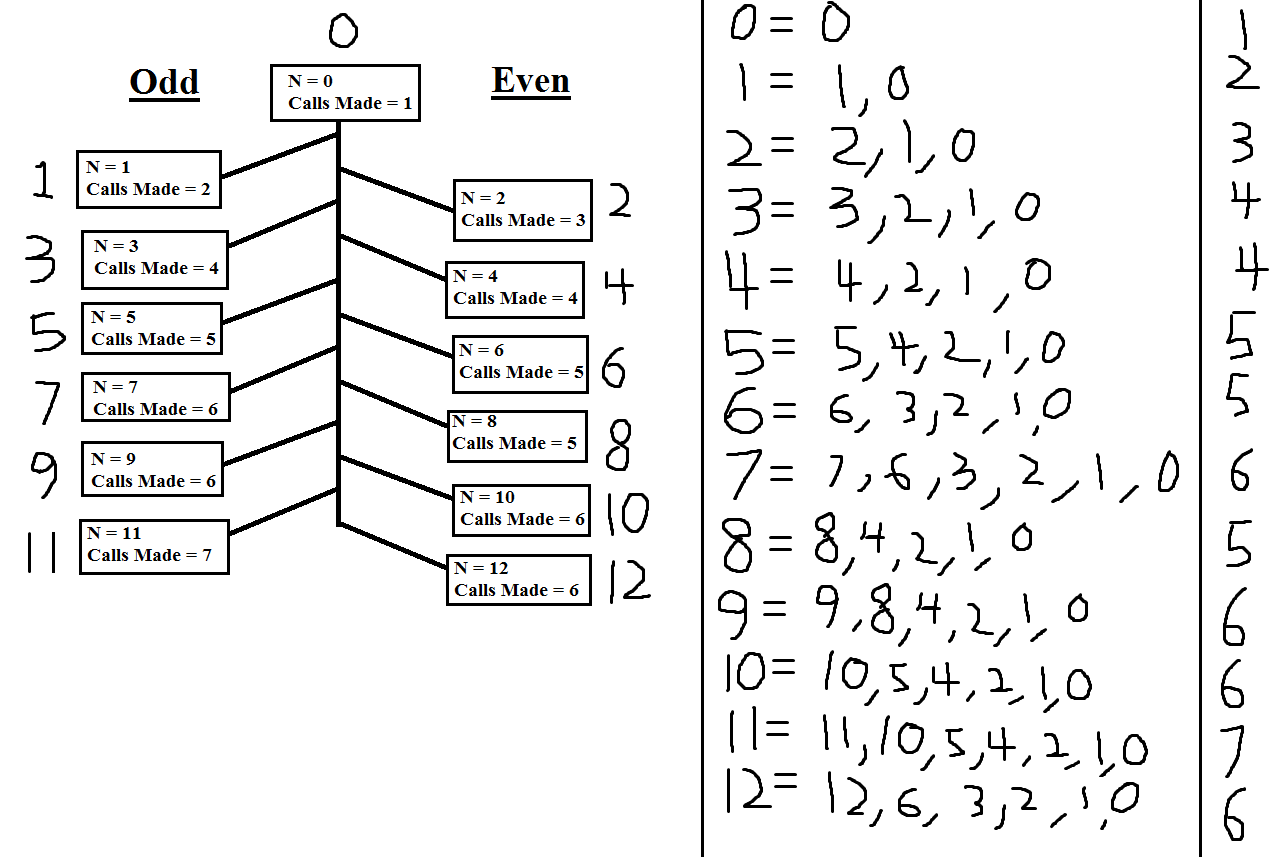 0
Odd
Even
N = 0
Calls Made = 1
1
N = 1
Calls Made = 2
N = 2
Calls Made = 3
2
3
N = 3
Calls Made = 4
N = 4
Calls Made = 4
4
5
N = 5
Calls Made = 5
N = 6
Calls Made = 5
6
7
N = 7
Calls Made = 6
N = 8
Calls Made = 5
8
9
N = 9
Calls Made = 6
N = 10
Calls Made = 6
10
11
N = 11
Calls Made = 7
N = 12
Calls Made = 6
12
0 = 0
1 = 1, 0
2 = 2, 1, 0
3 = 3, 2, 1, 0
4 = 4, 2, 1, 0
5 = 5, 4, 2, 1, 0
6 = 6, 3, 2, 1, 0
7 = 7, 6, 3, 2, 1, 0
8 = 8, 4, 2, 1, 0
9 = 9, 8, 4, 2, 1, 0
10 = 10, 5, 4, 2, 1, 0
11 = 11, 10, 5, 4, 2, 1, 0
12 = 12, 6, 3, 2, 1, 0
1
2
3
4
4
5
5
6
5
6
6
7
6